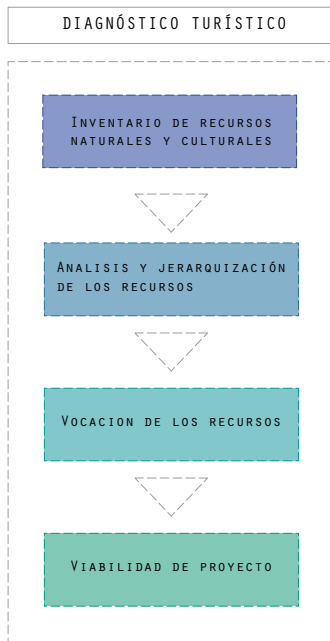 DIAGNÓSTICO TURÍSTICO
INVENTARIO DE RECURSOS
NATURALES Y CULTURALES
ANALISIS Y JERARQUIZACIÓN
DE LOS RECURSOS
VOCACION DE LOS RECURSOS
VIABILIDAD DE PROYECTO